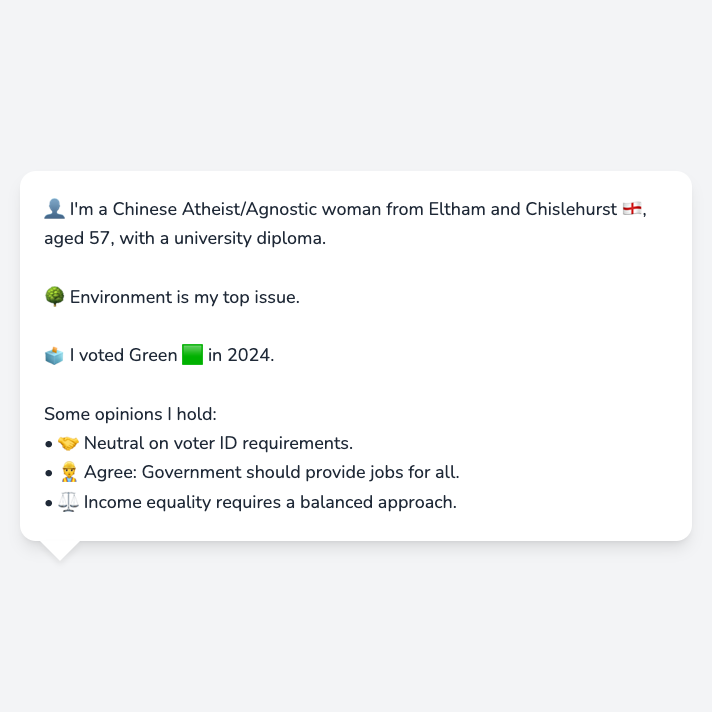 👤 I'm a Chinese Atheist/Agnostic woman from Eltham and Chislehurst 🏴󠁧󠁢󠁥󠁮󠁧󠁿,
aged 57, with a university diploma.
🌳 Environment is my top issue.
🗳️ I voted Green 🟩 in 2024.
Some opinions I hold:
• 🤝 Neutral on voter ID requirements.
• 👷 Agree: Government should provide jobs for all.
• ⚖️ Income equality requires a balanced approach.